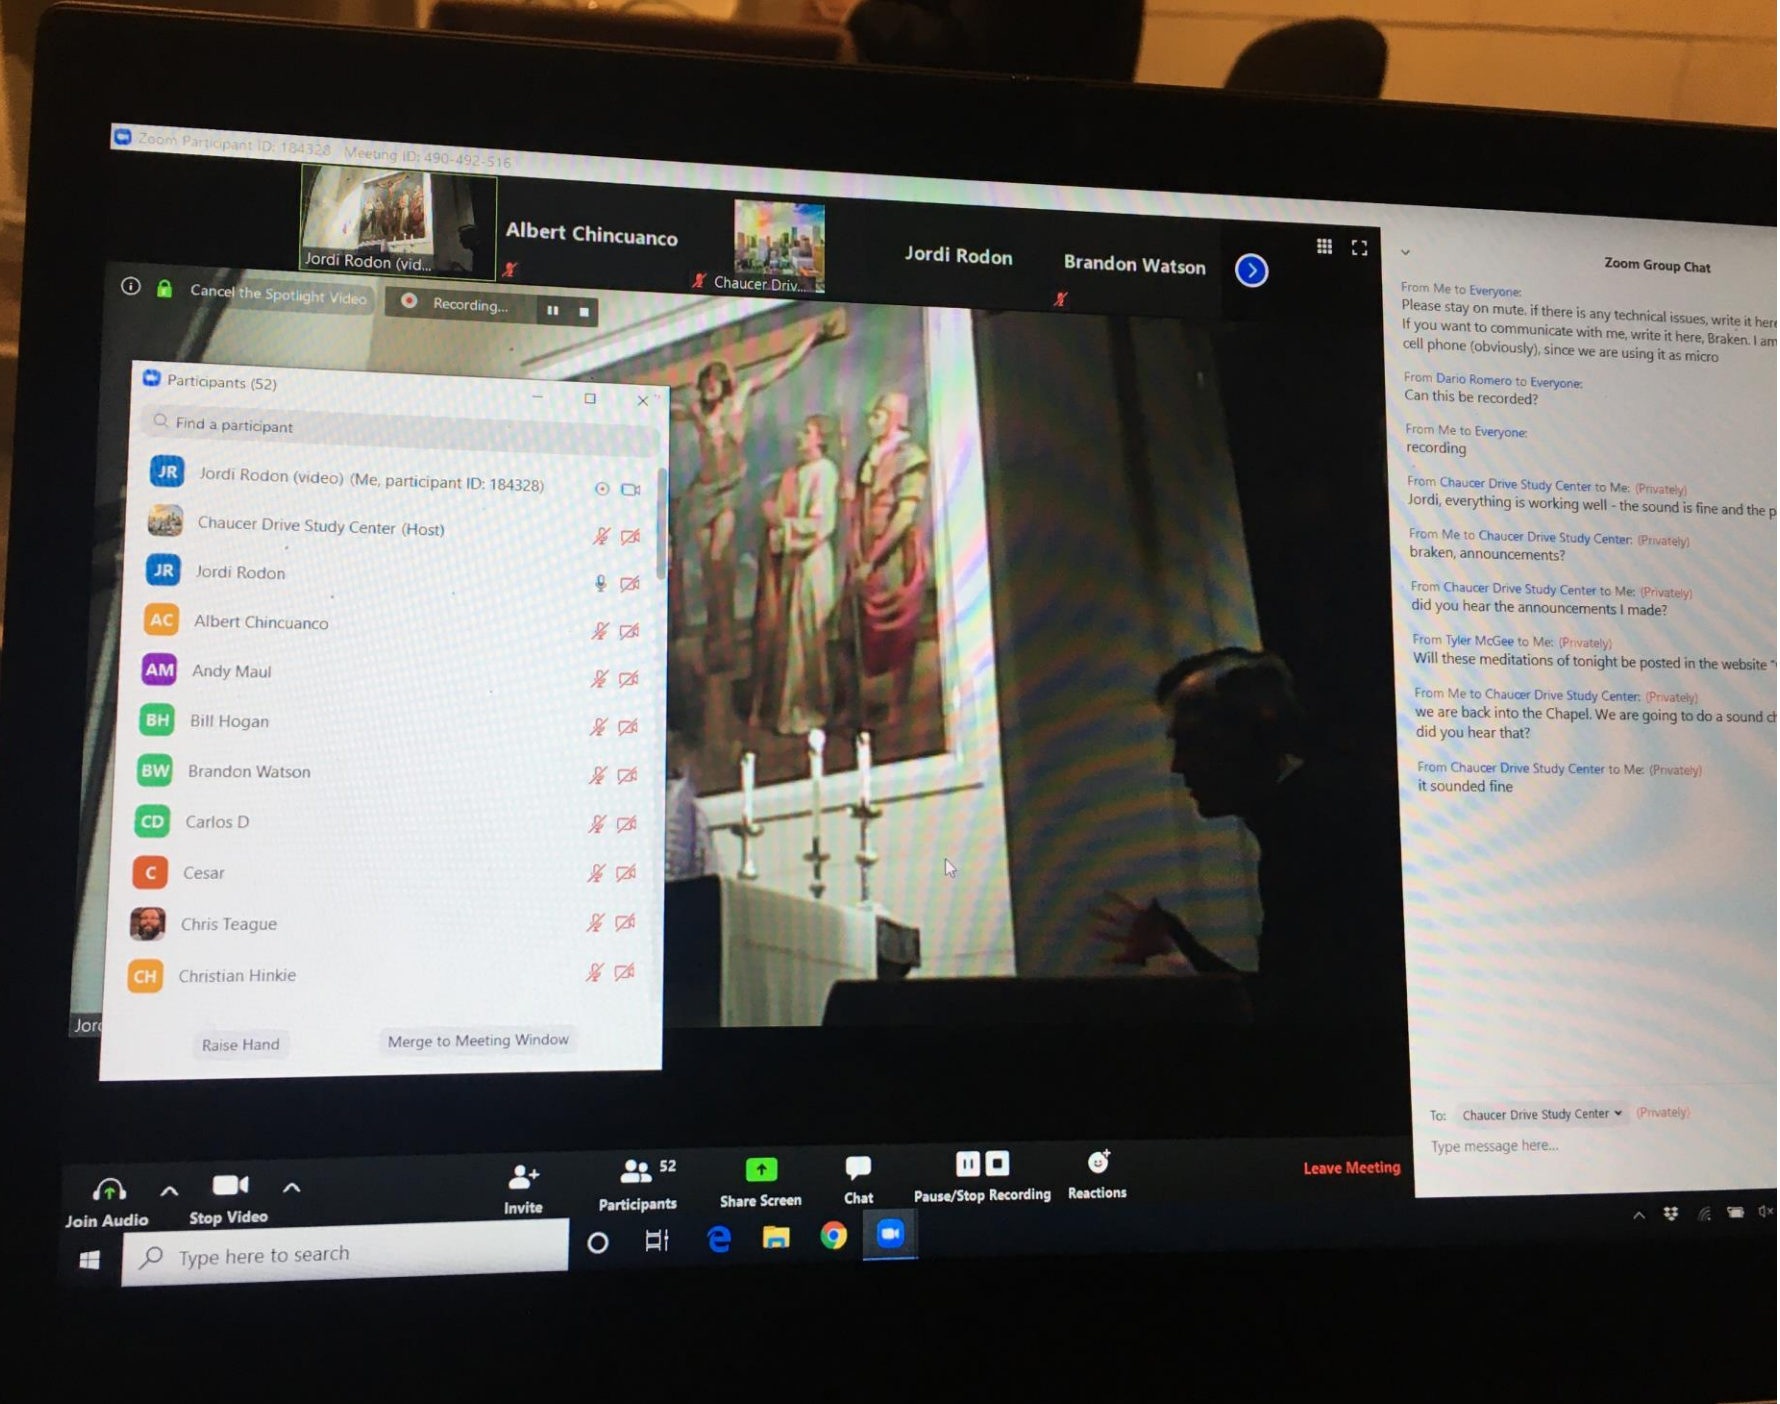 Zoom Participant ID: 184328 Meeting ID: 490-492-516
Jordi Rodon (vid...
Albert Chincuanco
Chaucer Driv...
Jordi Rodon
Brandon Watson
Cancel the Spotlight Video
Recording...
Participants (52)
Find a participant
JR Jordi Rodon (video) (Me, participant ID: 184328)
Chaucer Drive Study Center (Host)
JR Jordi Rodon
AC Albert Chincuanco
AM Andy Maul
BH Bill Hogan
BW Brandon Watson
CD Carlos D
C Cesar
Chris Teague
CH Christian Hinkie
Raise Hand
Merge to Meeting Window
Zoom Group Chat
From Me to Everyone:
Please stay on mute. if there is any technical issues, write it here
If you want to communicate with me, write it here, Braken. I am
cell phone (obviously), since we are using it as micro
From Dario Romero to Everyone:
Can this be recorded?
From Me to Everyone:
recording
From Chaucer Drive Study Center to Me: (Privately)
Jordi, everything is working well - the sound is fine and the p
From Me to Chaucer Drive Study Center: (Privately)
braken, announcements?
From Chaucer Drive Study Center to Me: (Privately)
did you hear the announcements I made?
From Tyler McGee to Me: (Privately)
Will these meditations of tonight be posted in the website "
From Me to Chaucer Drive Study Center: (Privately)
we are back into the Chapel. We are going to do a sound ch
did you hear that?
From Chaucer Drive Study Center to Me: (Privately)
it sounded fine
To: Chaucer Drive Study Center (Privately)
Type message here...
Join Audio
Stop Video
Invite
52
Participants
Share Screen
Chat
Pause/Stop Recording
Reactions
Leave Meeting
Type here to search